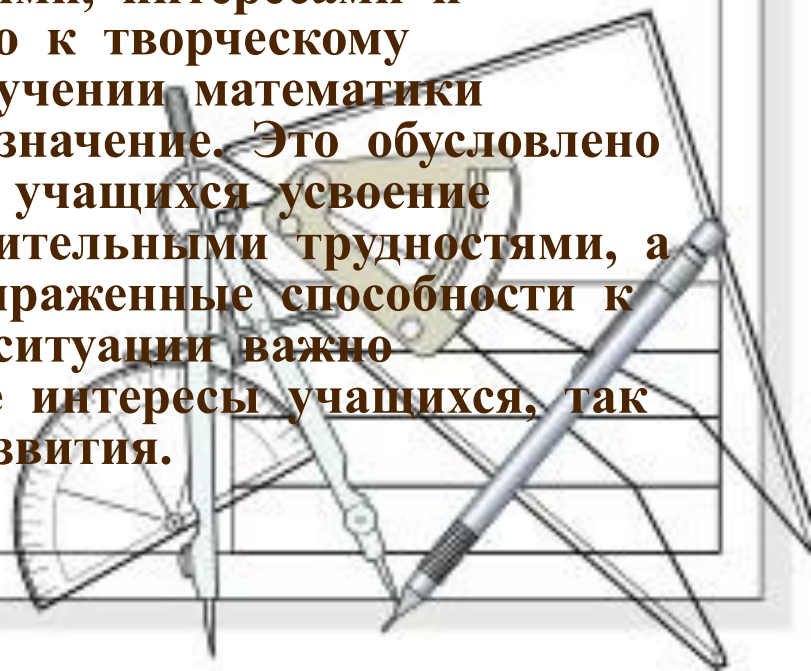 интересами и
к творческому
учении математики
значение. Это обусловлено
учащихся усвоение
ительными трудностями, а
ыраженные способности к
ситуации важно
интересы учащихся, так
звития.